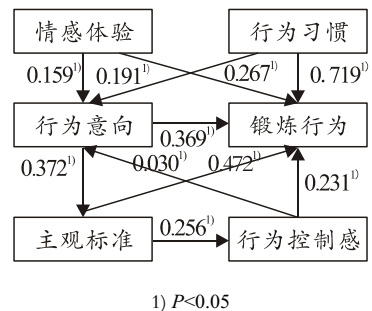 情感体验 行为习惯
0.159¹⁾ 0.191¹⁾ 0.267¹⁾ 0.719¹⁾
行为意向 0.369¹⁾ 锻炼行为
0.372¹⁾ 0.030¹⁾ 0.472¹⁾ 0.231¹⁾
主观标准 0.256¹⁾ 行为控制感
1) P<0.05